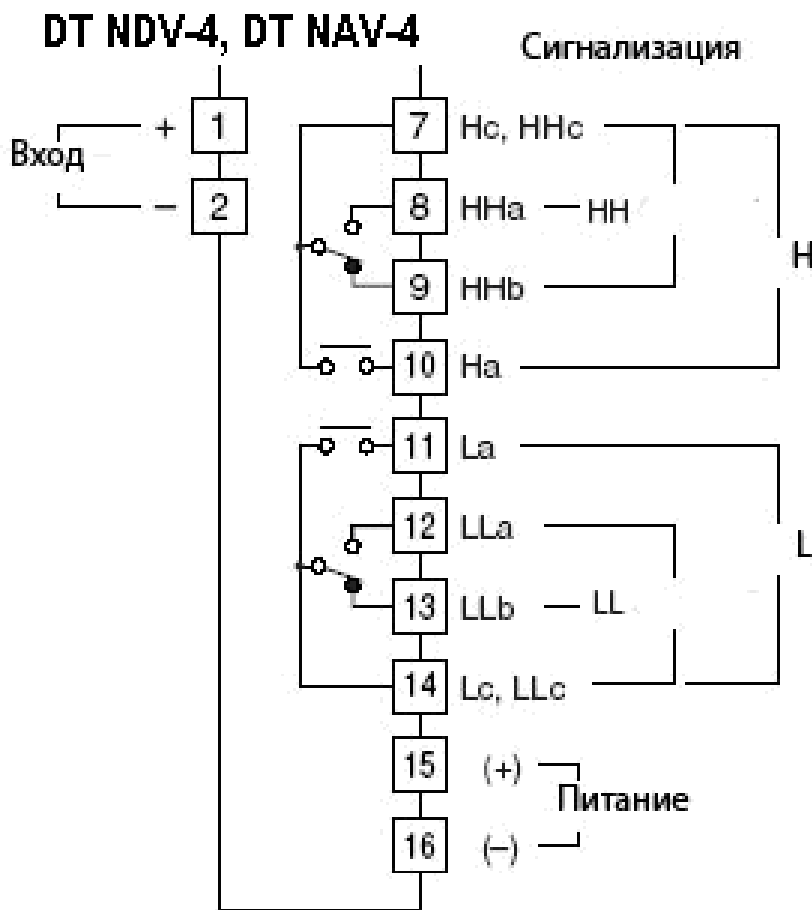 DT NDV-4, DT NAV-4
Сигнализация
Вход
+ 1
– 2
7 Hc, HHc
8 HHa HH
9 HHb
H
10 Ha
11 La
12 LLa
L
13 LLb LL
14 Lc, LLc
15 (+)
Питание
16 (–)